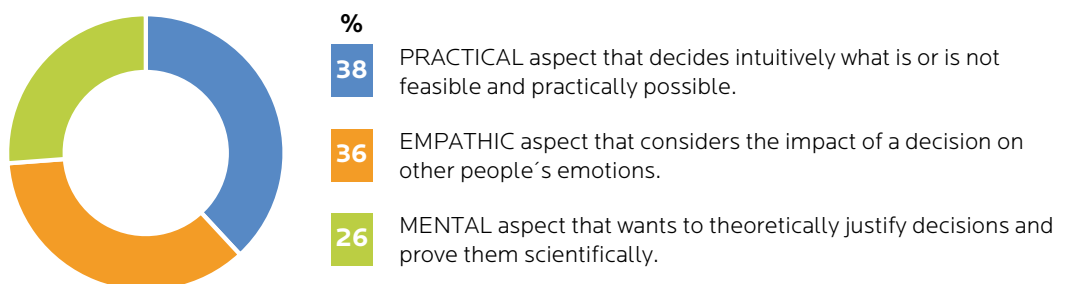 %
38 PRACTICAL aspect that decides intuitively what is or is not
feasible and practically possible.
36 EMPATHIC aspect that considers the impact of a decision on
other people´s emotions.
26 MENTAL aspect that wants to theoretically justify decisions and
prove them scientifically.